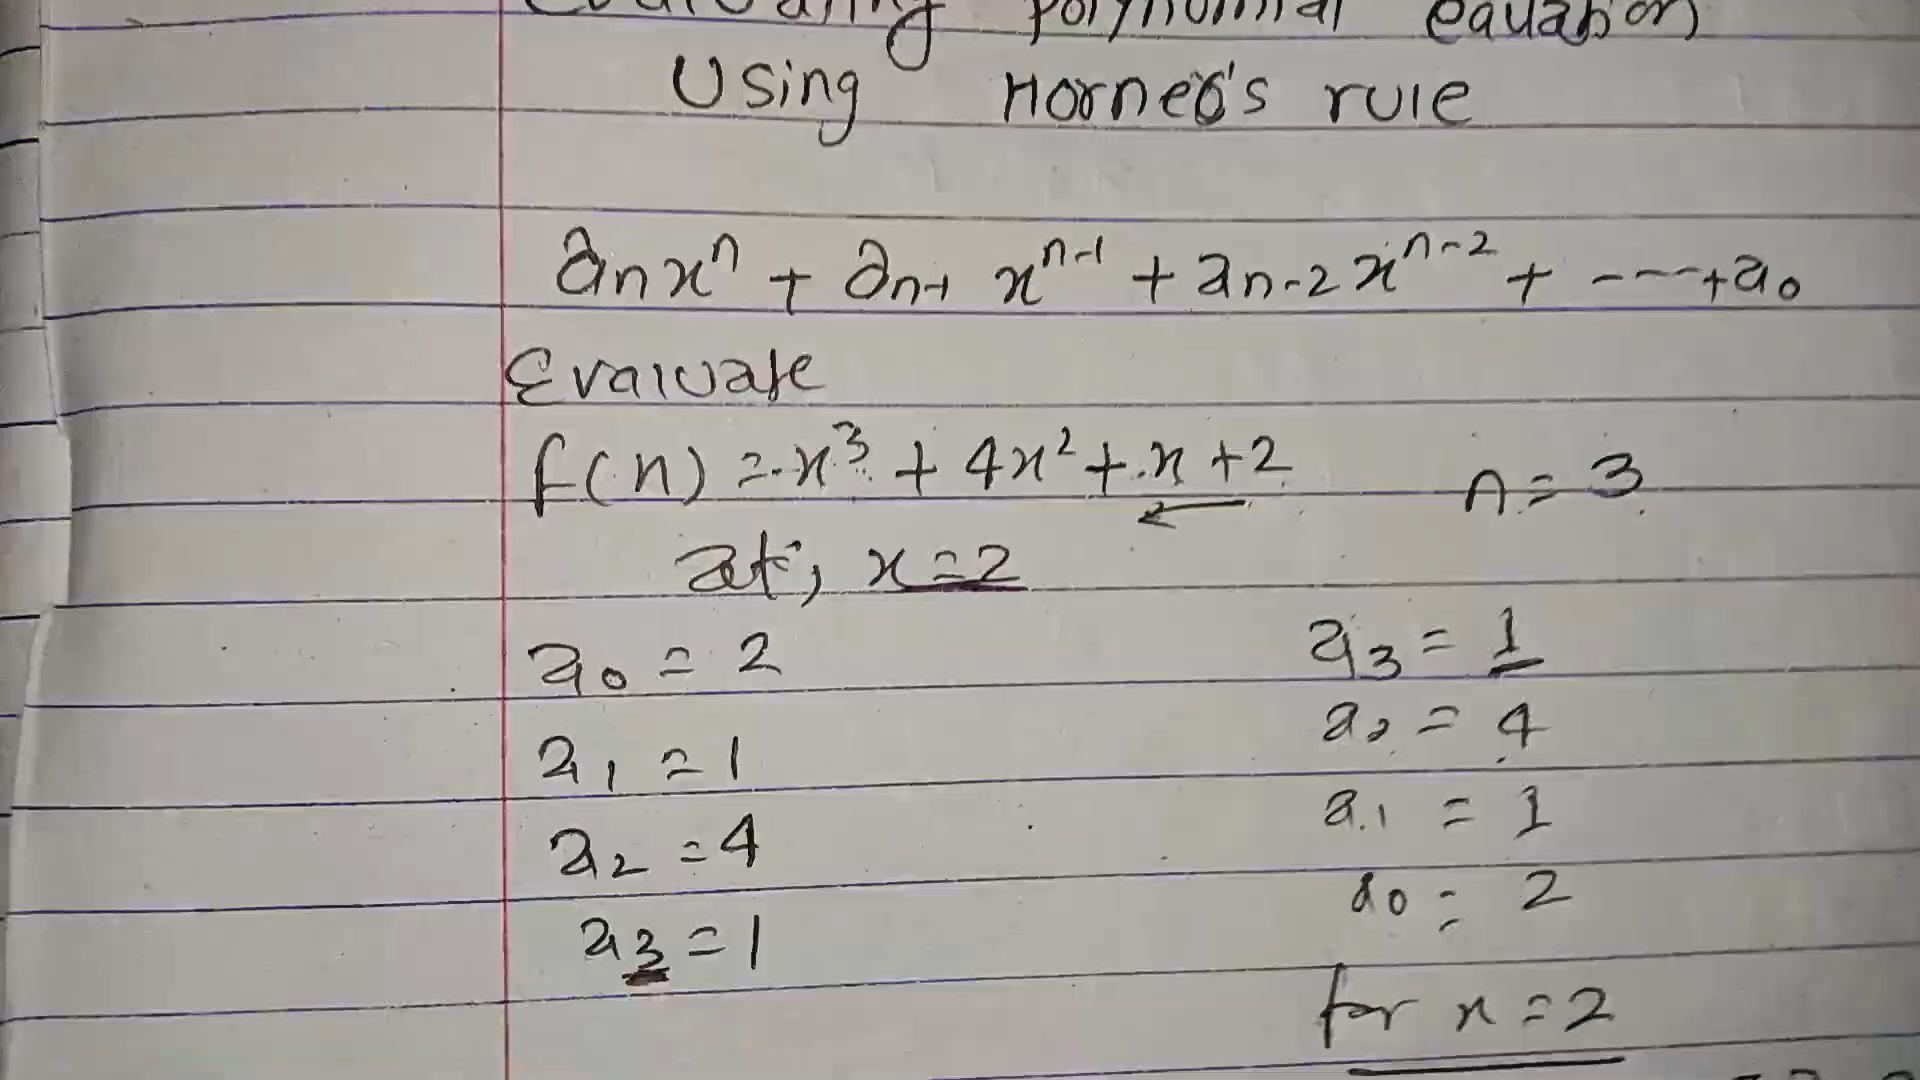 polynomial equation
Using Horner's rule
aₙxⁿ + aₙ₋₁ xⁿ⁻¹ + aₙ₋₂ xⁿ⁻² + ----+a₀
Evaluate
f(n) = x³ + 4x² + x + 2 n = 3
at, x=2
a₀ = 2 a₃ = 1
a₁ = 1 a₂ = 4
a₂ = 4 a₁ = 1
a₃ = 1 a₀ = 2
for x = 2